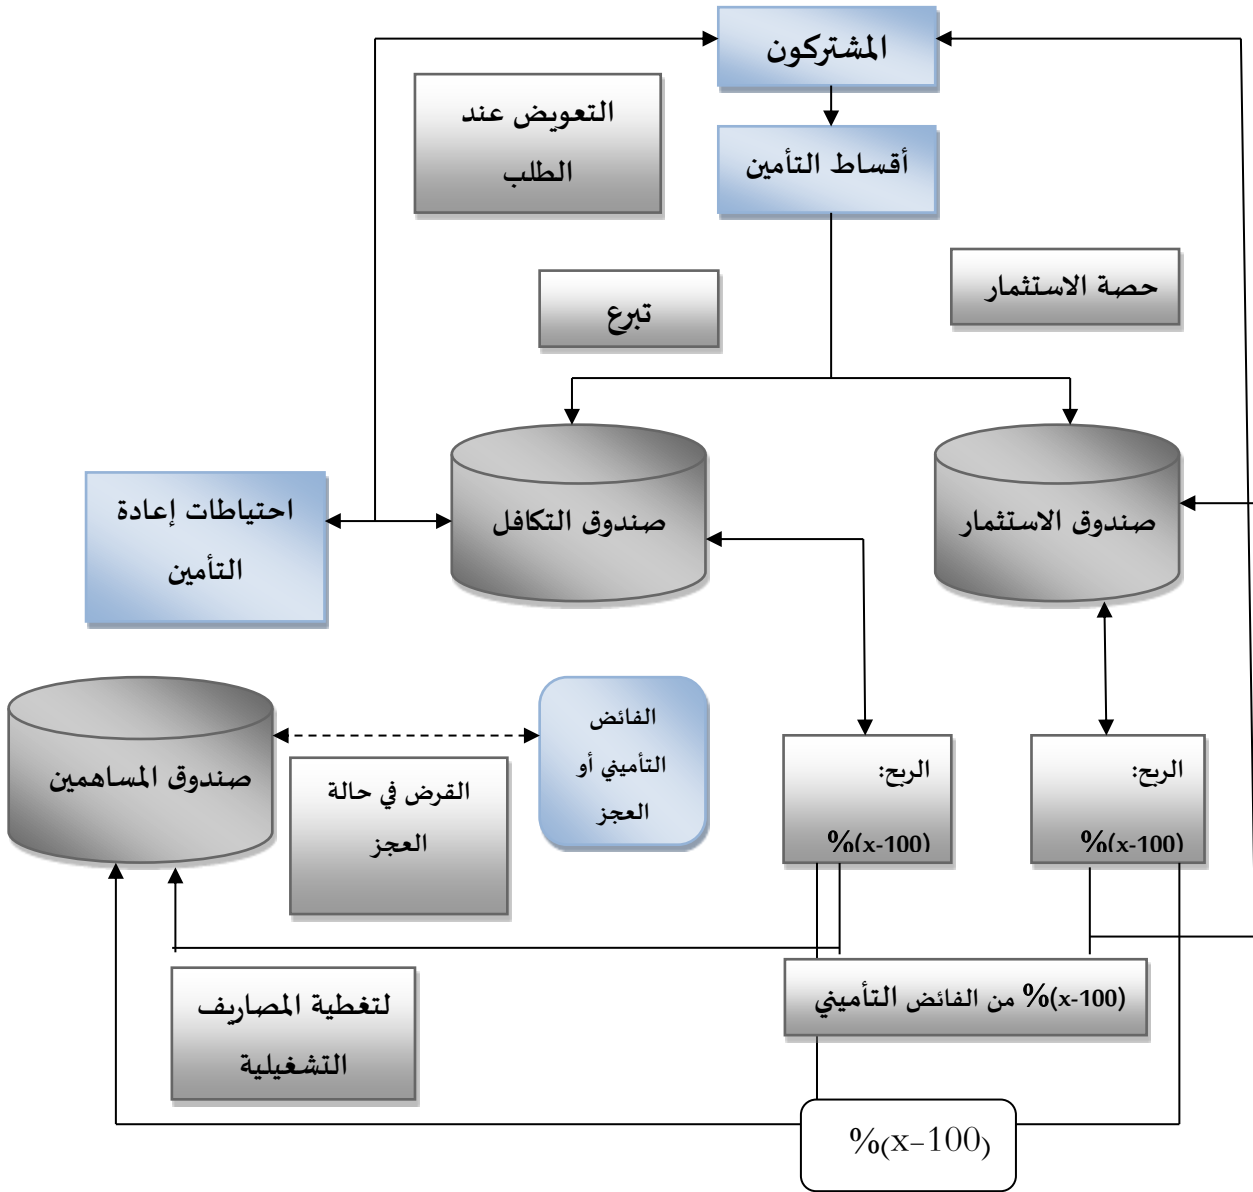 المشتركون
التعويض عند
الطلب
أقساط التأمين
حصة الاستثمار
تبرع
صندوق الاستثمار
صندوق التكافل
احتياطات إعادة
التأمين
الربح:
%(x-100)
الربح:
%(x-100)
الفائض
التأميني أو
العجز
القرض في حالة
العجز
صندوق المساهمين
(x-100)% من الفائض التأميني
لتغطية المصاريف
التشغيلية
%(x-100)